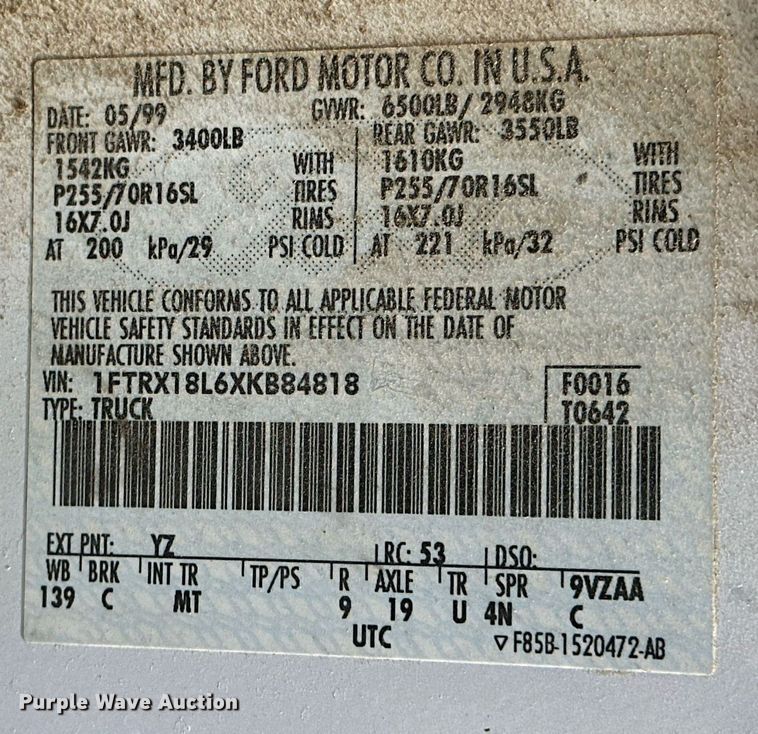 MFD. BY FORD MOTOR CO. IN U.S.A.
DATE: 05/99 GVWR: 6500LB/ 2948KG
FRONT GAWR: 3400LB REAR GAWR: 3550LB
1542KG WITH 1610KG WITH
P255/70R16SL TIRES P255/70R16SL TIRES
16X7.0J RIMS 16X7.0J RIMS
AT 200 kPa/29 PSI COLD AT 221 kPa/32 PSI COLD
THIS VEHICLE CONFORMS TO ALL APPLICABLE FEDERAL MOTOR
VEHICLE SAFETY STANDARDS IN EFFECT ON THE DATE OF
MANUFACTURE SHOWN ABOVE.
VIN: 1FTRX18L6XKB84818 F0016
TYPE: TRUCK T0642
EXT PNT: YZ RC: 53 DSO:
WB BRK INT TR TP/PS R AXLE TR SPR 9VZAA
139 C MT 9 19 U 4N C
UTC ▽F85B-1520472-AB
Purple Wave Auction